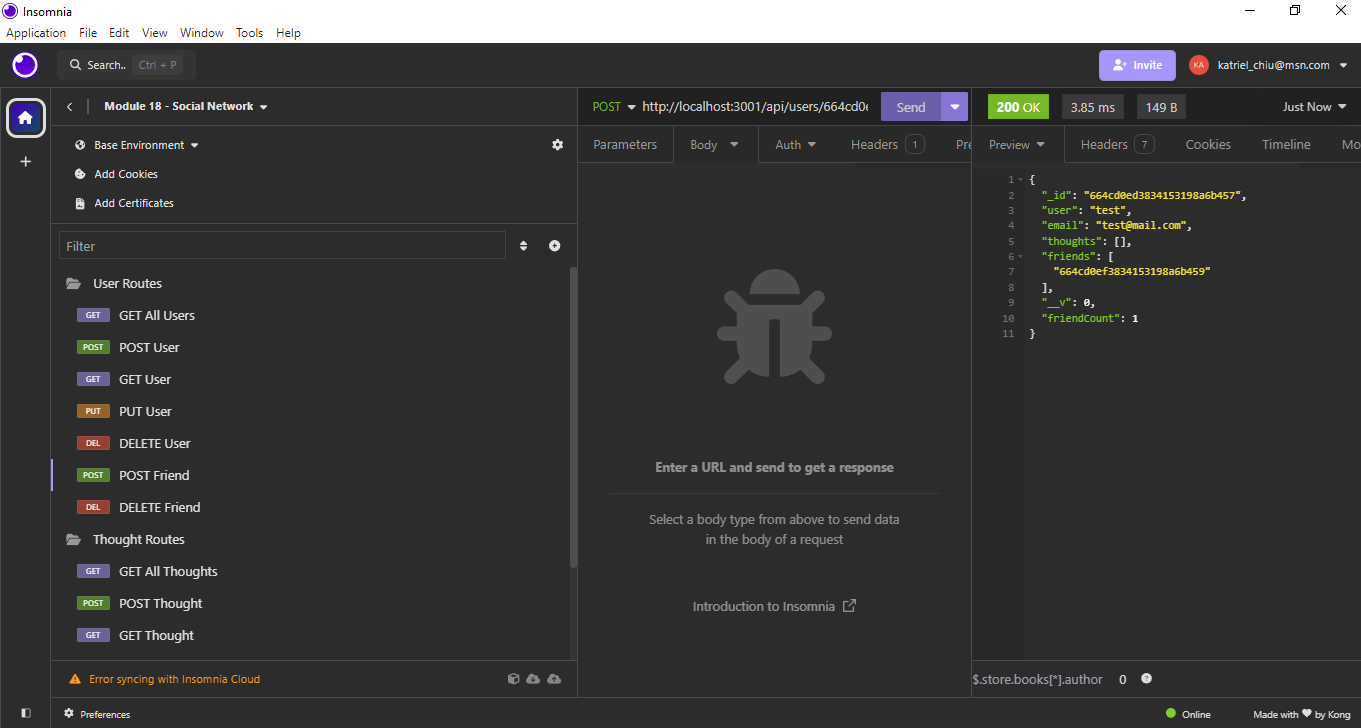 Insomnia
Application File Edit View Window Tools Help
Search.. Ctrl + P
Invite
KA katriel_chiu@msn.com
Module 18 - Social Network
POST http://localhost:3001/api/users/664cd0e Send
200 OK 3.85 ms 149 B Just Now
Base Environment
Add Cookies
Add Certificates
Filter
User Routes
GET GET All Users
POST POST User
GET GET User
PUT PUT User
DEL DELETE User
POST POST Friend
DEL DELETE Friend
Thought Routes
GET GET All Thoughts
POST POST Thought
GET GET Thought
Error syncing with Insomnia Cloud
Parameters Body Auth Headers 1 Pre
Enter a URL and send to get a response
Select a body type from above to send data
in the body of a request
Introduction to Insomnia
Preview Headers 7 Cookies Timeline Mo
1 {
2 "_id": "664cd0ed3834153198a6b457",
3 "user": "test",
4 "email": "test@mail.com",
5 "thoughts": [],
6 "friends": [
7 "664cd0ef3834153198a6b459"
8 ],
9 "__v": 0,
10 "friendCount": 1
11 }
$.store.books[*].author 0 ?
Preferences
Online Made with ❤ by Kong